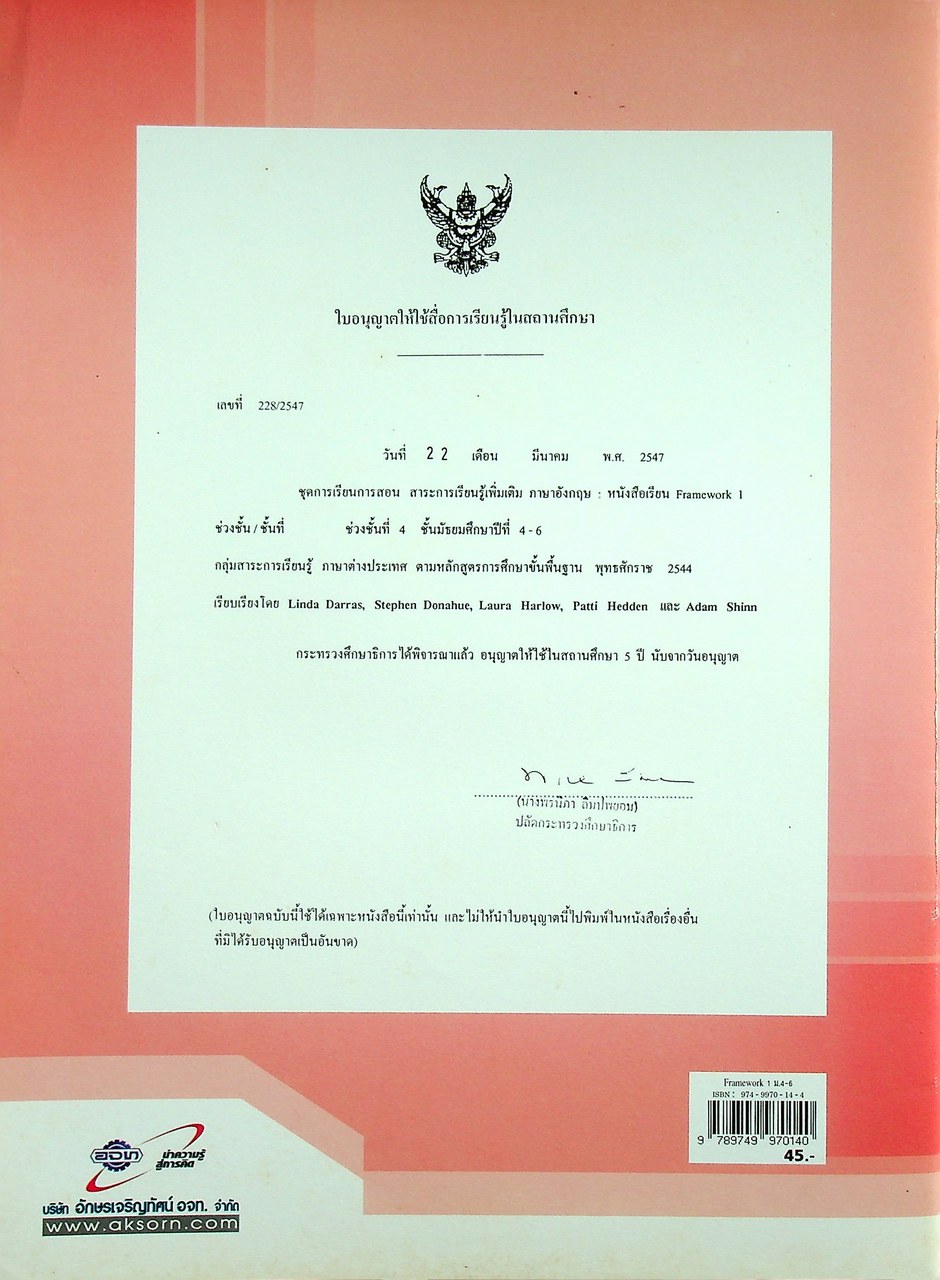 ใบอนุญาตให้ใช้สื่อการเรียนรู้ในสถานศึกษา
เลขที่ 228/2547
วันที่ 22 เดือน มีนาคม พ.ศ. 2547
ชุดการเรียนการสอน สาระการเรียนรู้เพิ่มเติม ภาษาอังกฤษ : หนังสือเรียน Framework 1
ช่วงชั้น / ชั้นที่ ช่วงชั้นที่ 4 ชั้นมัธยมศึกษาปีที่ 4 - 6
กลุ่มสาระการเรียนรู้ ภาษาต่างประเทศ ตามหลักสูตรการศึกษาขั้นพื้นฐาน พุทธศักราช 2544
เรียบเรียงโดย Linda Darras, Stephen Donahue, Laura Harlow, Patti Hedden และ Adam Shinn
กระทรวงศึกษาธิการได้พิจารณาแล้ว อนุญาตให้ใช้ในสถานศึกษา 5 ปี นับจากวันอนุญาต
(นางพรนิภา ลิมปพยอม)
ปลัดกระทรวงศึกษาธิการ
(ใบอนุญาตฉบับนี้ใช้ได้เฉพาะหนังสือนี้เท่านั้น และไม่ให้นำใบอนุญาตนี้ไปพิมพ์ในหนังสือเรื่องอื่น
ที่มิได้รับอนุญาตเป็นอันขาด)
Framework 1 ม.4-6
ISBN : 974 - 9970 - 14 - 4
9 789749 970140
45.-
อจท
นำความรู้
สู่การคิด
บริษัท อักษรเจริญทัศน์ อจท. จำกัด
www.aksorn.com